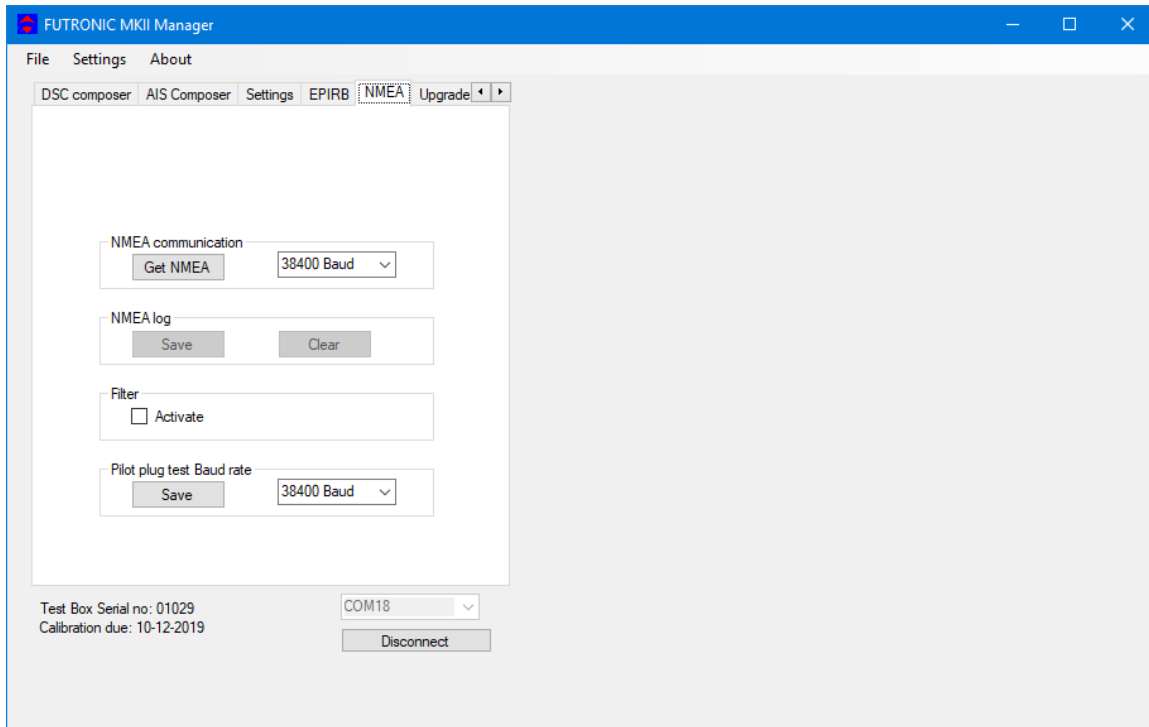 FUTRONIC MKII Manager
File Settings About
DSC composer AIS Composer Settings EPIRB NMEA Upgrade
NMEA communication
Get NMEA 38400 Baud
NMEA log
Save Clear
Filter
Activate
Pilot plug test Baud rate
Save 38400 Baud
Test Box Serial no: 01029 COM18
Calibration due: 10-12-2019
Disconnect